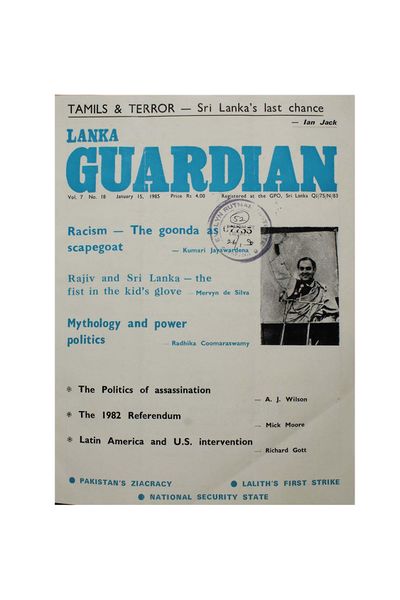 TAMILS & TERROR — Sri Lanka's last chance
— Ian Jack
LANKA
GUARDIAN
Vol. 7 No. 18 January 15, 1985 Price Rs 4.00 Registered at the GPO, Sri Lanka QJ/75/N/83
Racism — The goonda as
scapegoat
— Kumari Jayawardena
Rajiv and Sri Lanka — the
fist in the kid's glove — Mervyn de Silva
Mythology and power
politics
— Radhika Coomaraswamy
* The Politics of assassination
— A. J. Wilson
* The 1982 Referendum
— Mick Moore
* Latin America and U.S. intervention
— Richard Gott
● PAKISTAN'S ZIACRACY ● LALITH'S FIRST STRIKE
● NATIONAL SECURITY STATE
52